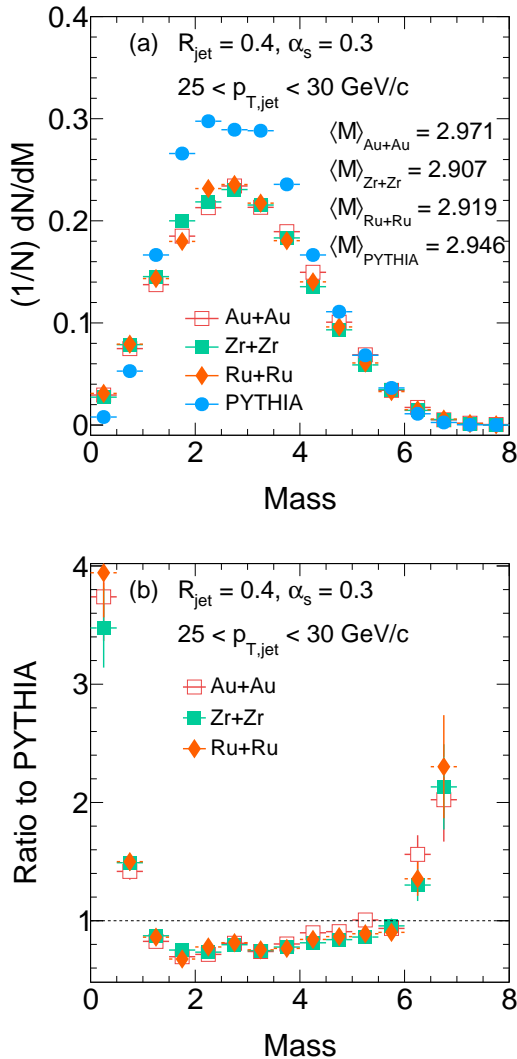 (a) R_jet = 0.4, α_s = 0.3
25 < p_T,jet < 30 GeV/c
⟨M⟩_Au+Au = 2.971
⟨M⟩_Zr+Zr = 2.907
⟨M⟩_Ru+Ru = 2.919
⟨M⟩_PYTHIA = 2.946
Au+Au
Zr+Zr
Ru+Ru
PYTHIA
0.4
0.3
0.2
0.1
0
(1/N) dN/dM
0 2 4 6 8
Mass
(b) R_jet = 0.4, α_s = 0.3
25 < p_T,jet < 30 GeV/c
Au+Au
Zr+Zr
Ru+Ru
4
3
2
1
Ratio to PYTHIA
0 2 4 6 8
Mass